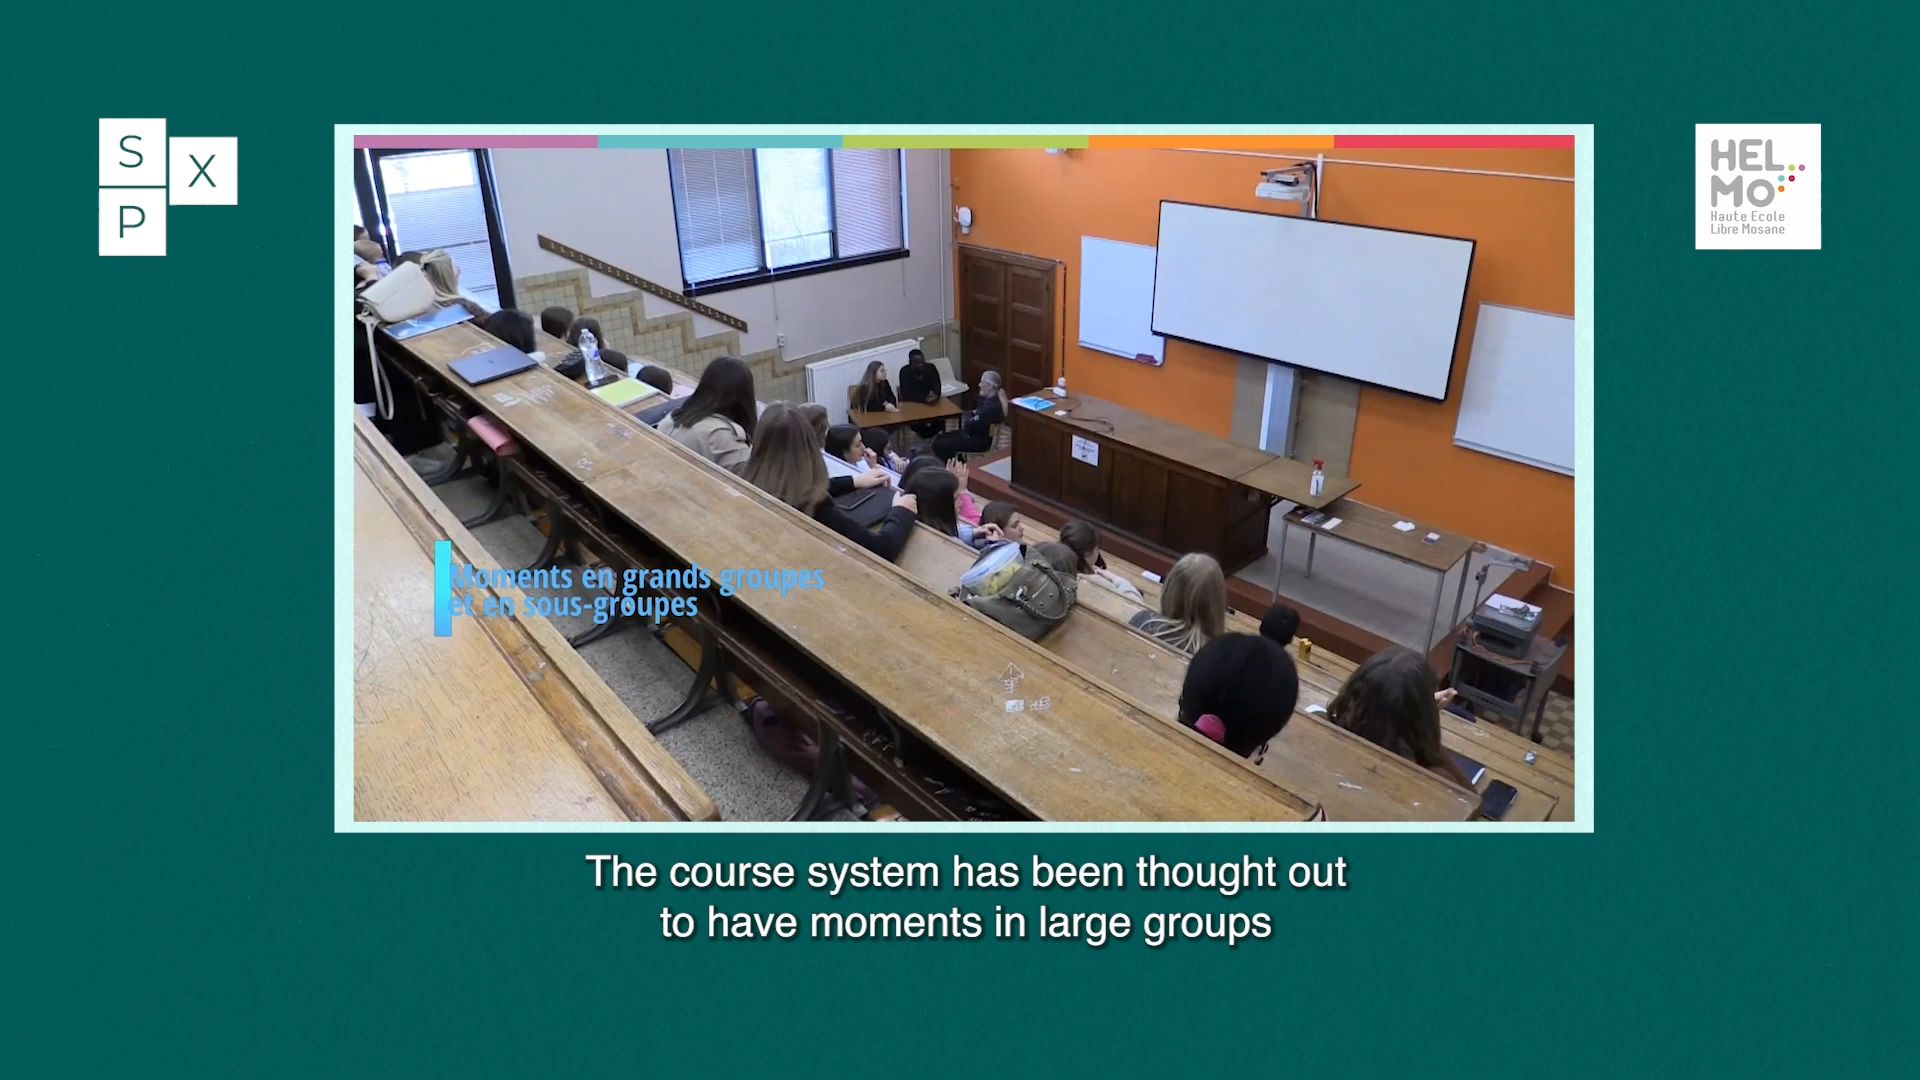 S
X
P
HEL
MO
Haute Ecole
Libre Mosane
Moments en grands groupes
et en sous-groupes
The course system has been thought out
to have moments in large groups